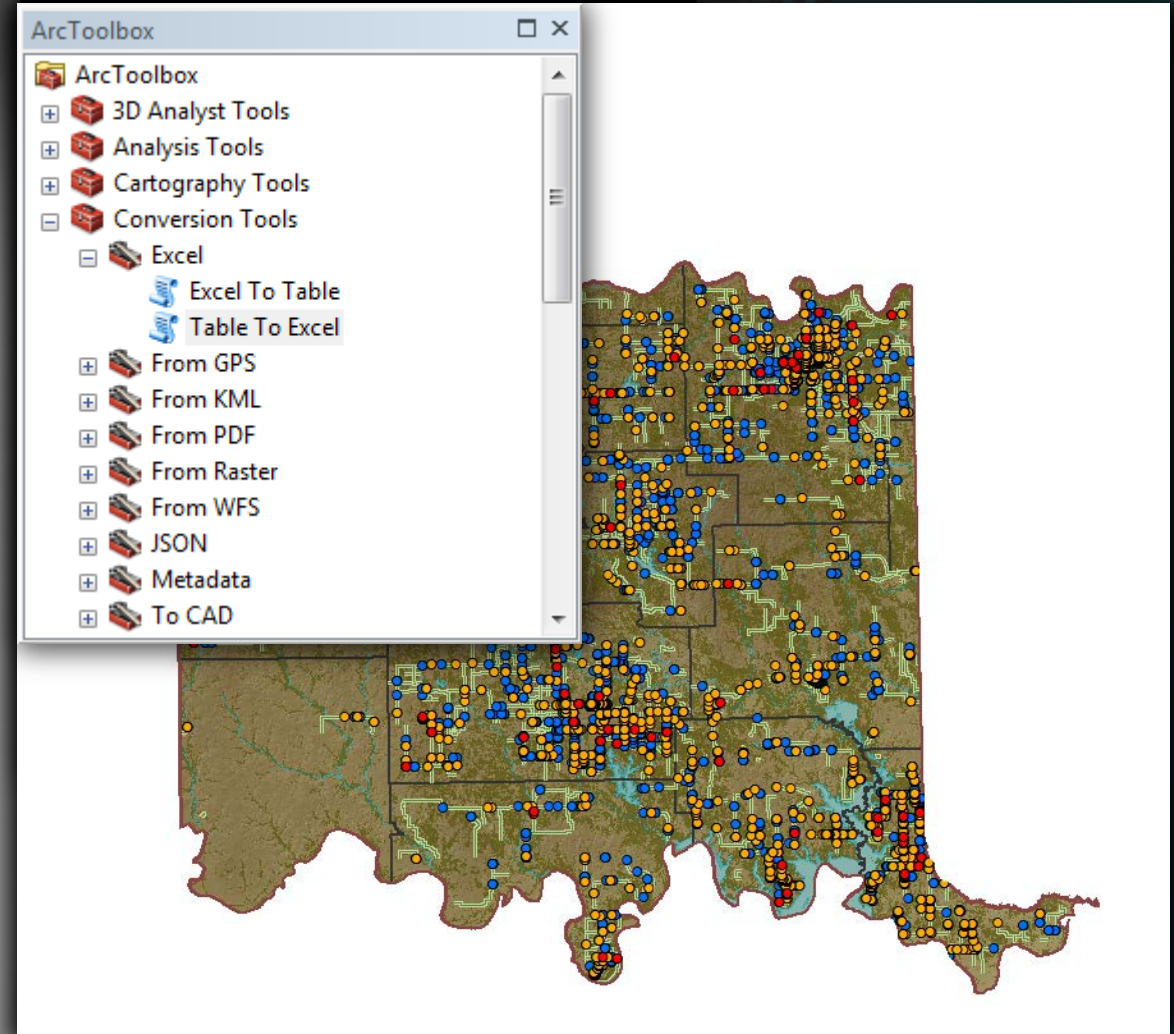 ArcToolbox
ArcToolbox
3D Analyst Tools
Analysis Tools
Cartography Tools
Conversion Tools
Excel
Excel To Table
Table To Excel
From GPS
From KML
From PDF
From Raster
From WFS
JSON
Metadata
To CAD